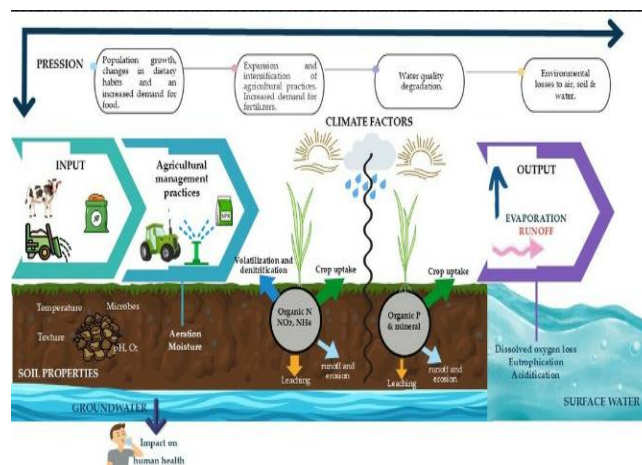 PRESSION
Population growth,
changes in dietary
habits and an
increased demand for
food.
Expansion and
intensification of
agricultural practices.
Increased demand for
fertilizers.
Water quality
degradation.
Environmental
losses to air, soil &
water.
CLIMATE FACTORS
INPUT
Agricultural
management
practices
OUTPUT
EVAPORATION
RUNOFF
Volatilization and
denitrification
Crop uptake
Crop uptake
Temperature
Microbes
Texture
pH, O₂
Aeration
Moisture
Organic N
Organic P
& mineral
runoff and
erosion
runoff and
erosion
Leaching
Leaching
SOIL PROPERTIES
Dissolved oxygen loss
Eutrophication
Acidification
GROUNDWATER
SURFACE WATER
Impact on
human health